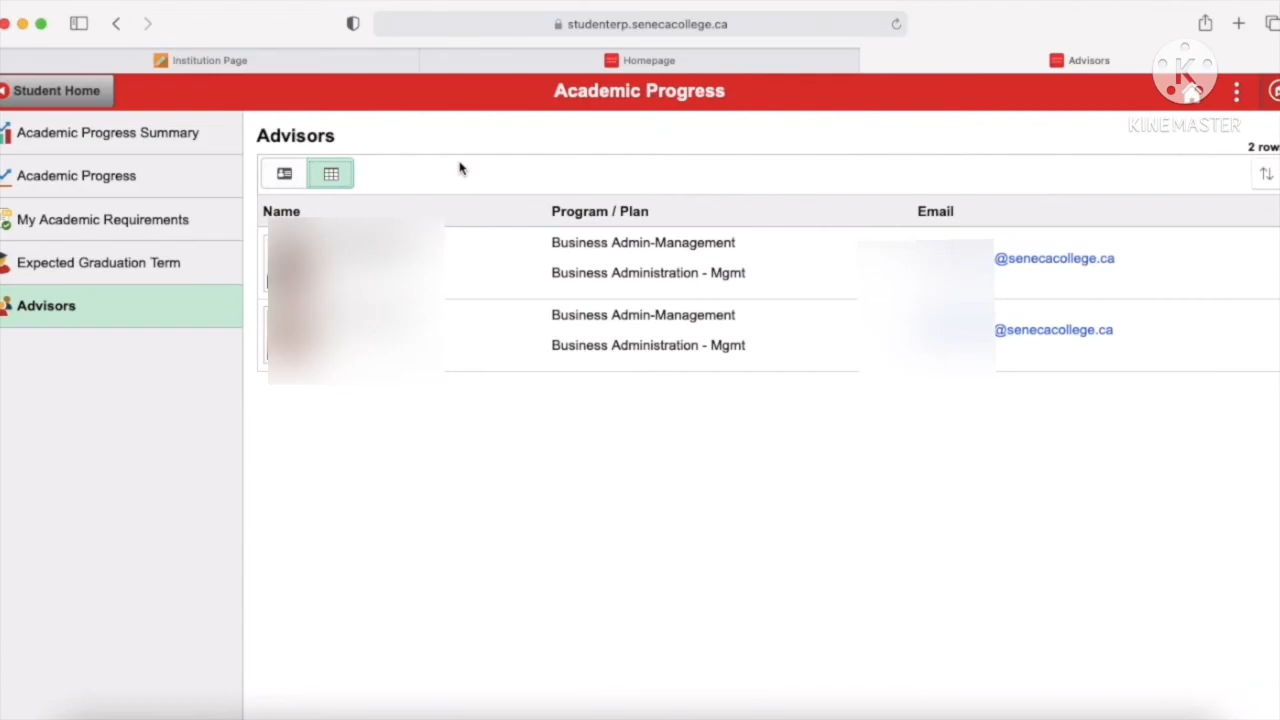 studenterp.senecacollege.ca
Institution Page
Homepage
Advisors
Student Home
Academic Progress
KINEMASTER
Academic Progress Summary
Academic Progress
My Academic Requirements
Expected Graduation Term
Advisors
Advisors
2 row
Name
Program / Plan
Email
Business Admin-Management
Business Administration - Mgmt
@senecacollege.ca
Business Admin-Management
Business Administration - Mgmt
@senecacollege.ca